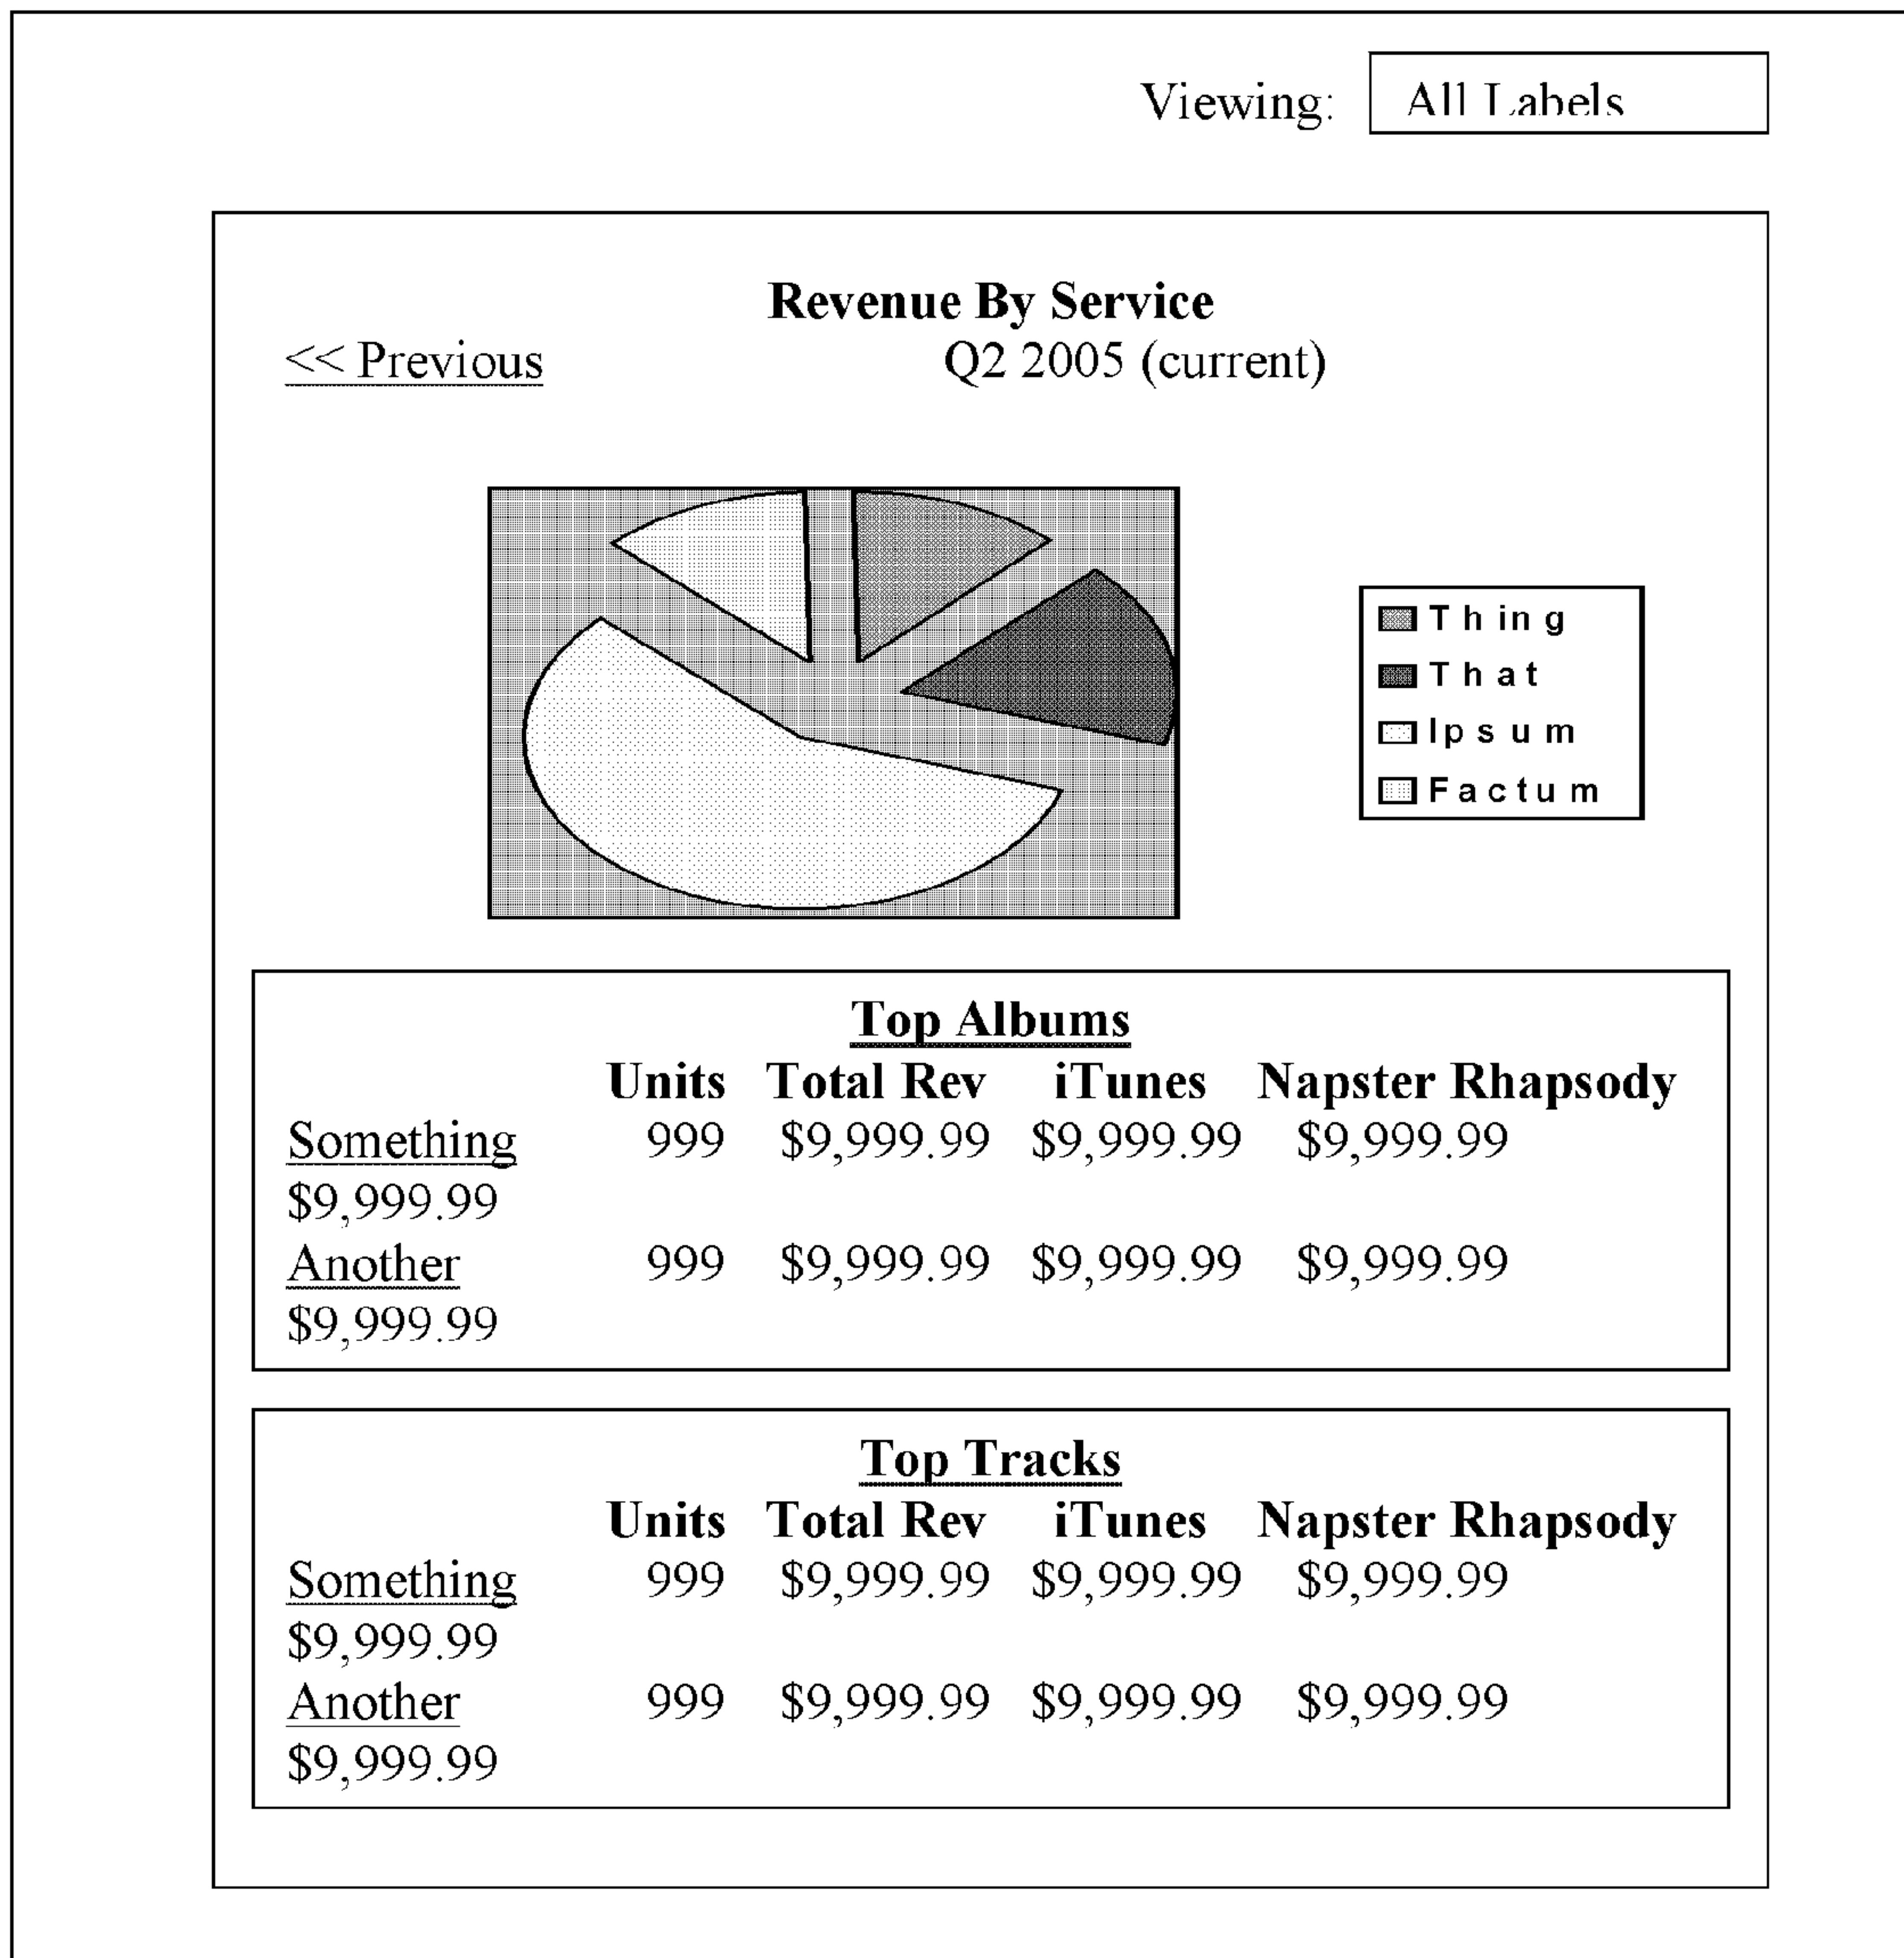 Viewing: All Labels
Revenue By Service
<< Previous Q2 2005 (current)
Thing
That
Ipsum
Factum
Top Albums
Units Total Rev iTunes Napster Rhapsody
Something 999 $9,999.99 $9,999.99 $9,999.99
$9,999.99
Another 999 $9,999.99 $9,999.99 $9,999.99
$9,999.99
Top Tracks
Units Total Rev iTunes Napster Rhapsody
Something 999 $9,999.99 $9,999.99 $9,999.99
$9,999.99
Another 999 $9,999.99 $9,999.99 $9,999.99
$9,999.99